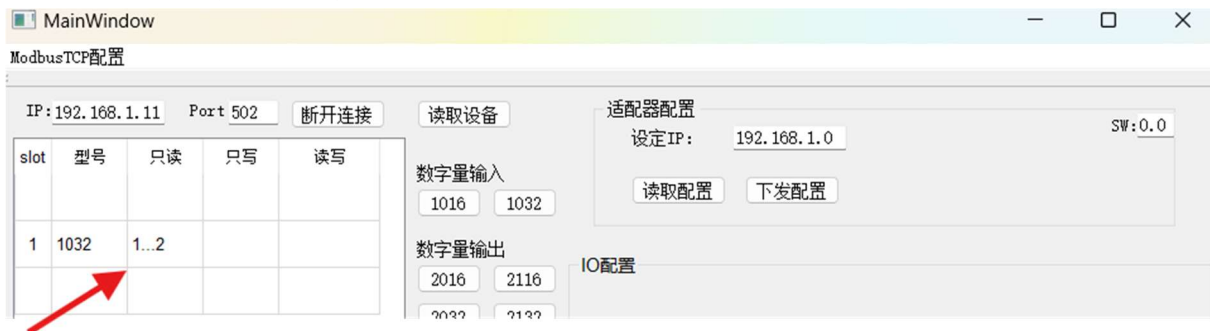 MainWindow
ModbusTCP配置
IP:192.168.1.11 Port 502 断开连接 读取设备
slot 型号 只读 只写 读写
1 1032 1...2
数字量输入
1016 1032
数字量输出
2016 2116
2032 2132
适配器配置
设定IP: 192.168.1.0
SW:0.0
读取配置 下发配置
IO配置